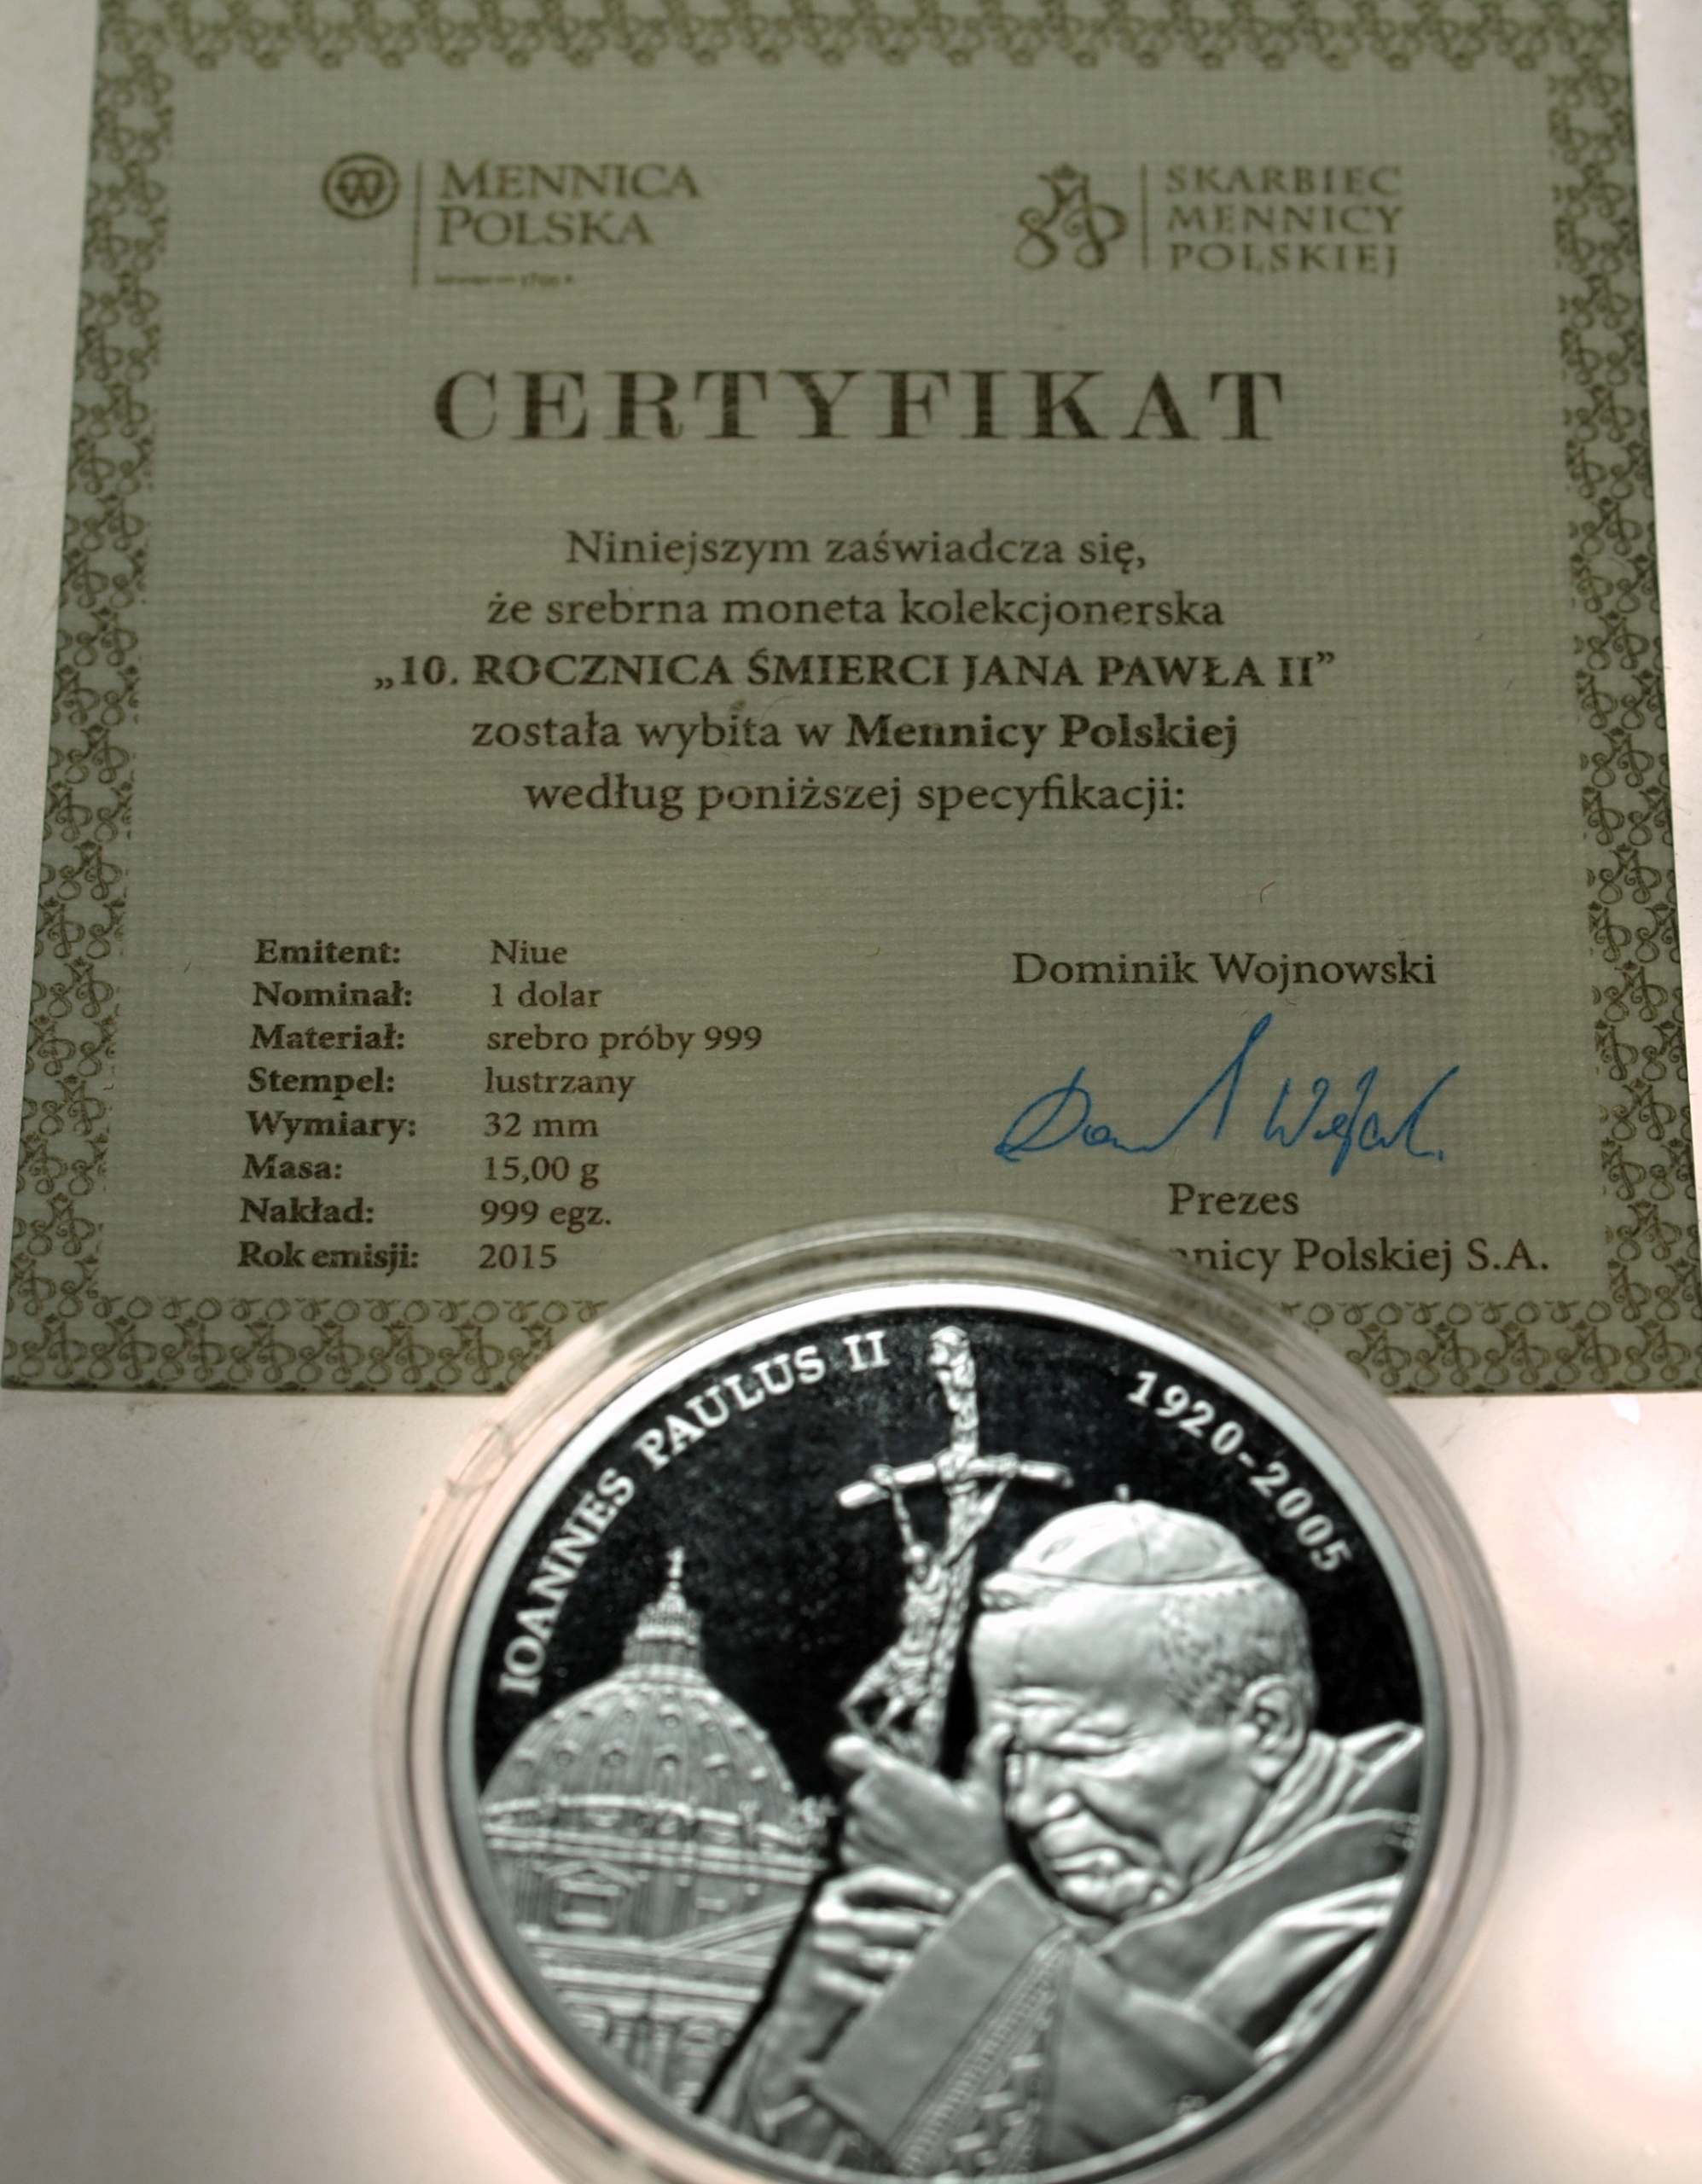 MENNICA
POLSKA
SKARBIEC
MENNICY
POLSKIEJ
CERTYFIKAT
Niniejszym zaświadcza się,
że srebrna moneta kolekcjonerska
„10. ROCZNICA ŚMIERCI JANA PAWŁA II”
została wybita w Mennicy Polskiej
według poniższej specyfikacji:
Emitent: Niue
Nominał: 1 dolar
Materiał: srebro próby 999
Stempel: lustrzany
Wymiary: 32 mm
Masa: 15,00 g
Nakład: 999 egz.
Rok emisji: 2015
Dominik Wojnowski
Prezes
nnicy Polskiej S.A.
IOANNES PAULUS II
1920-2005